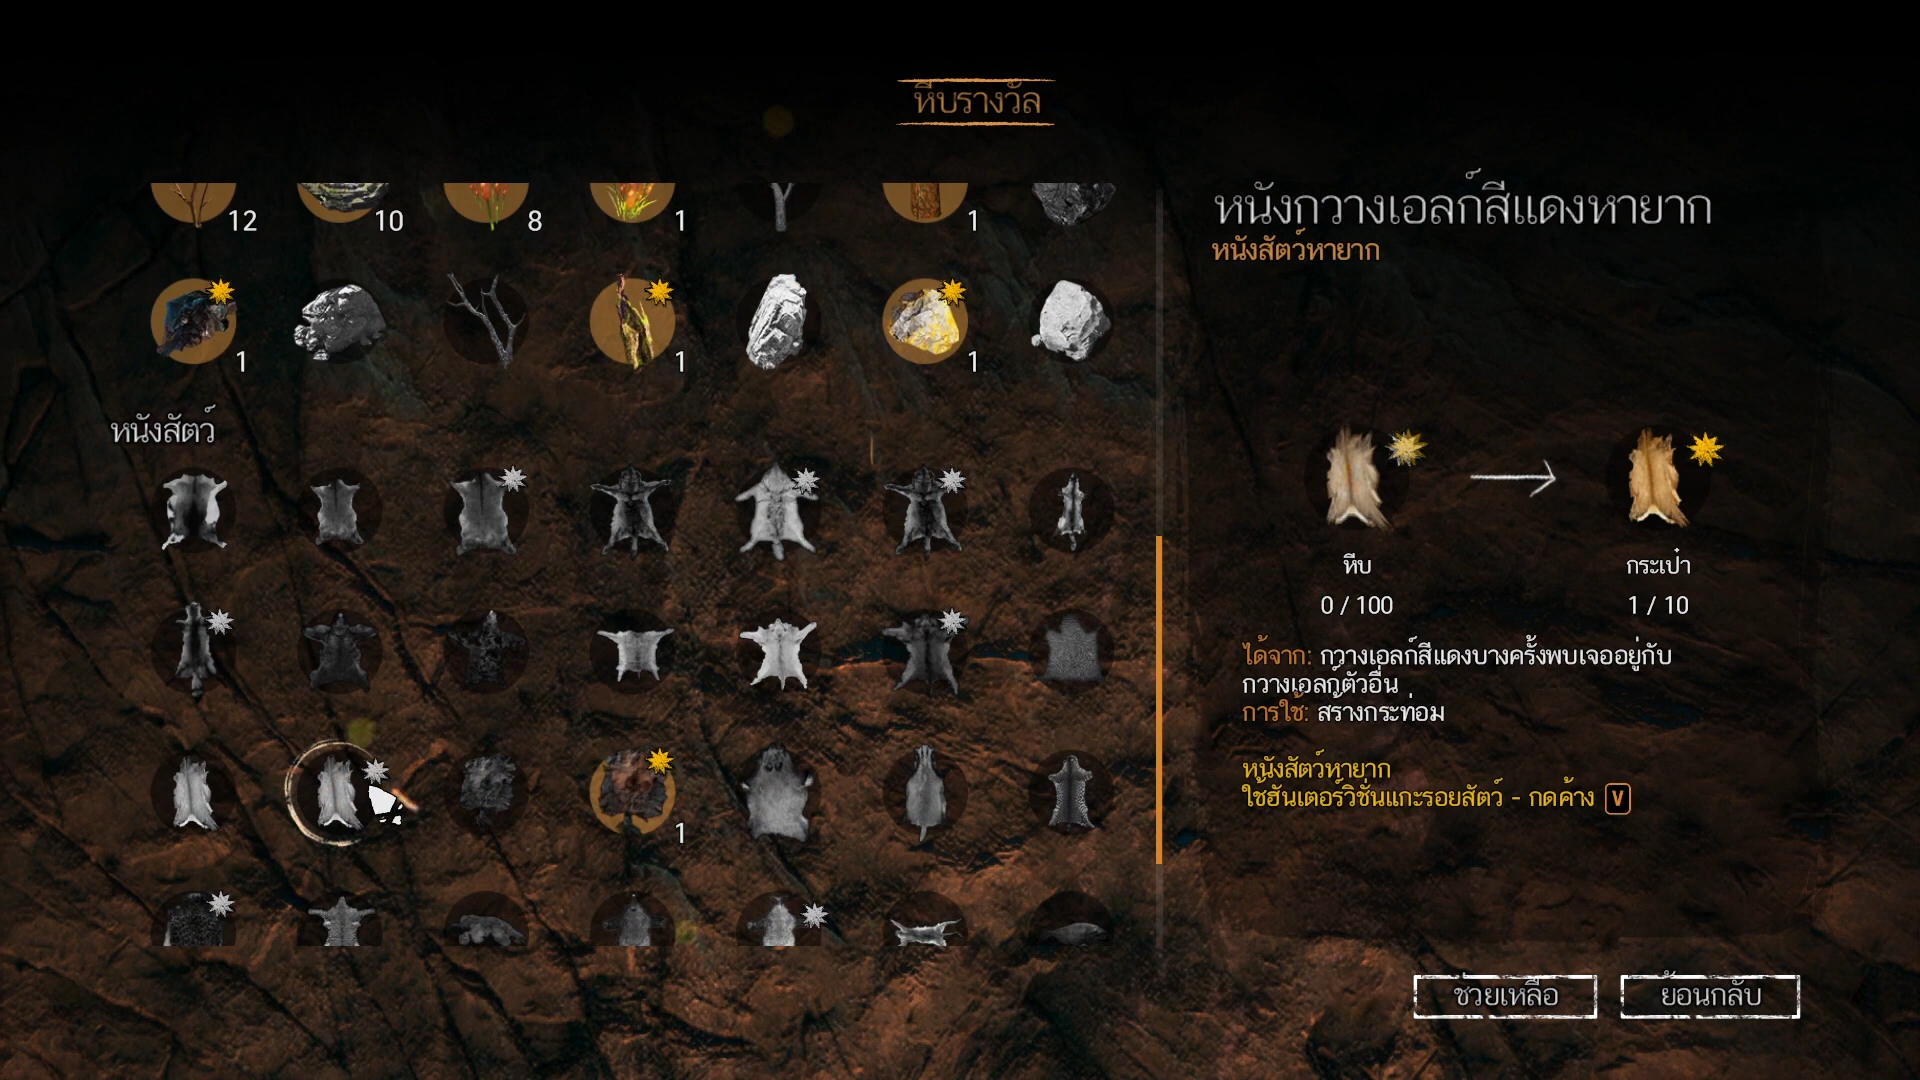 หีบรางวัล
12
10
8
1
1
1
1
1
หนังสัตว์
1
หนังกวางเอลก์สีแดงหายาก
หนังสัตว์หายาก
หีบ
กระเป๋า
0 / 100
1 / 10
ได้จาก: กวางเอลก์สีแดงบางครั้งพบเจออยู่กับ
กวางเอลก์ตัวอื่น
การใช้: สร้างกระท่อม
หนังสัตว์หายาก
ใช้ฮันเตอร์วิชั่นแกะรอยสัตว์ - กดค้าง V
ช่วยเหลือ
ย้อนกลับ